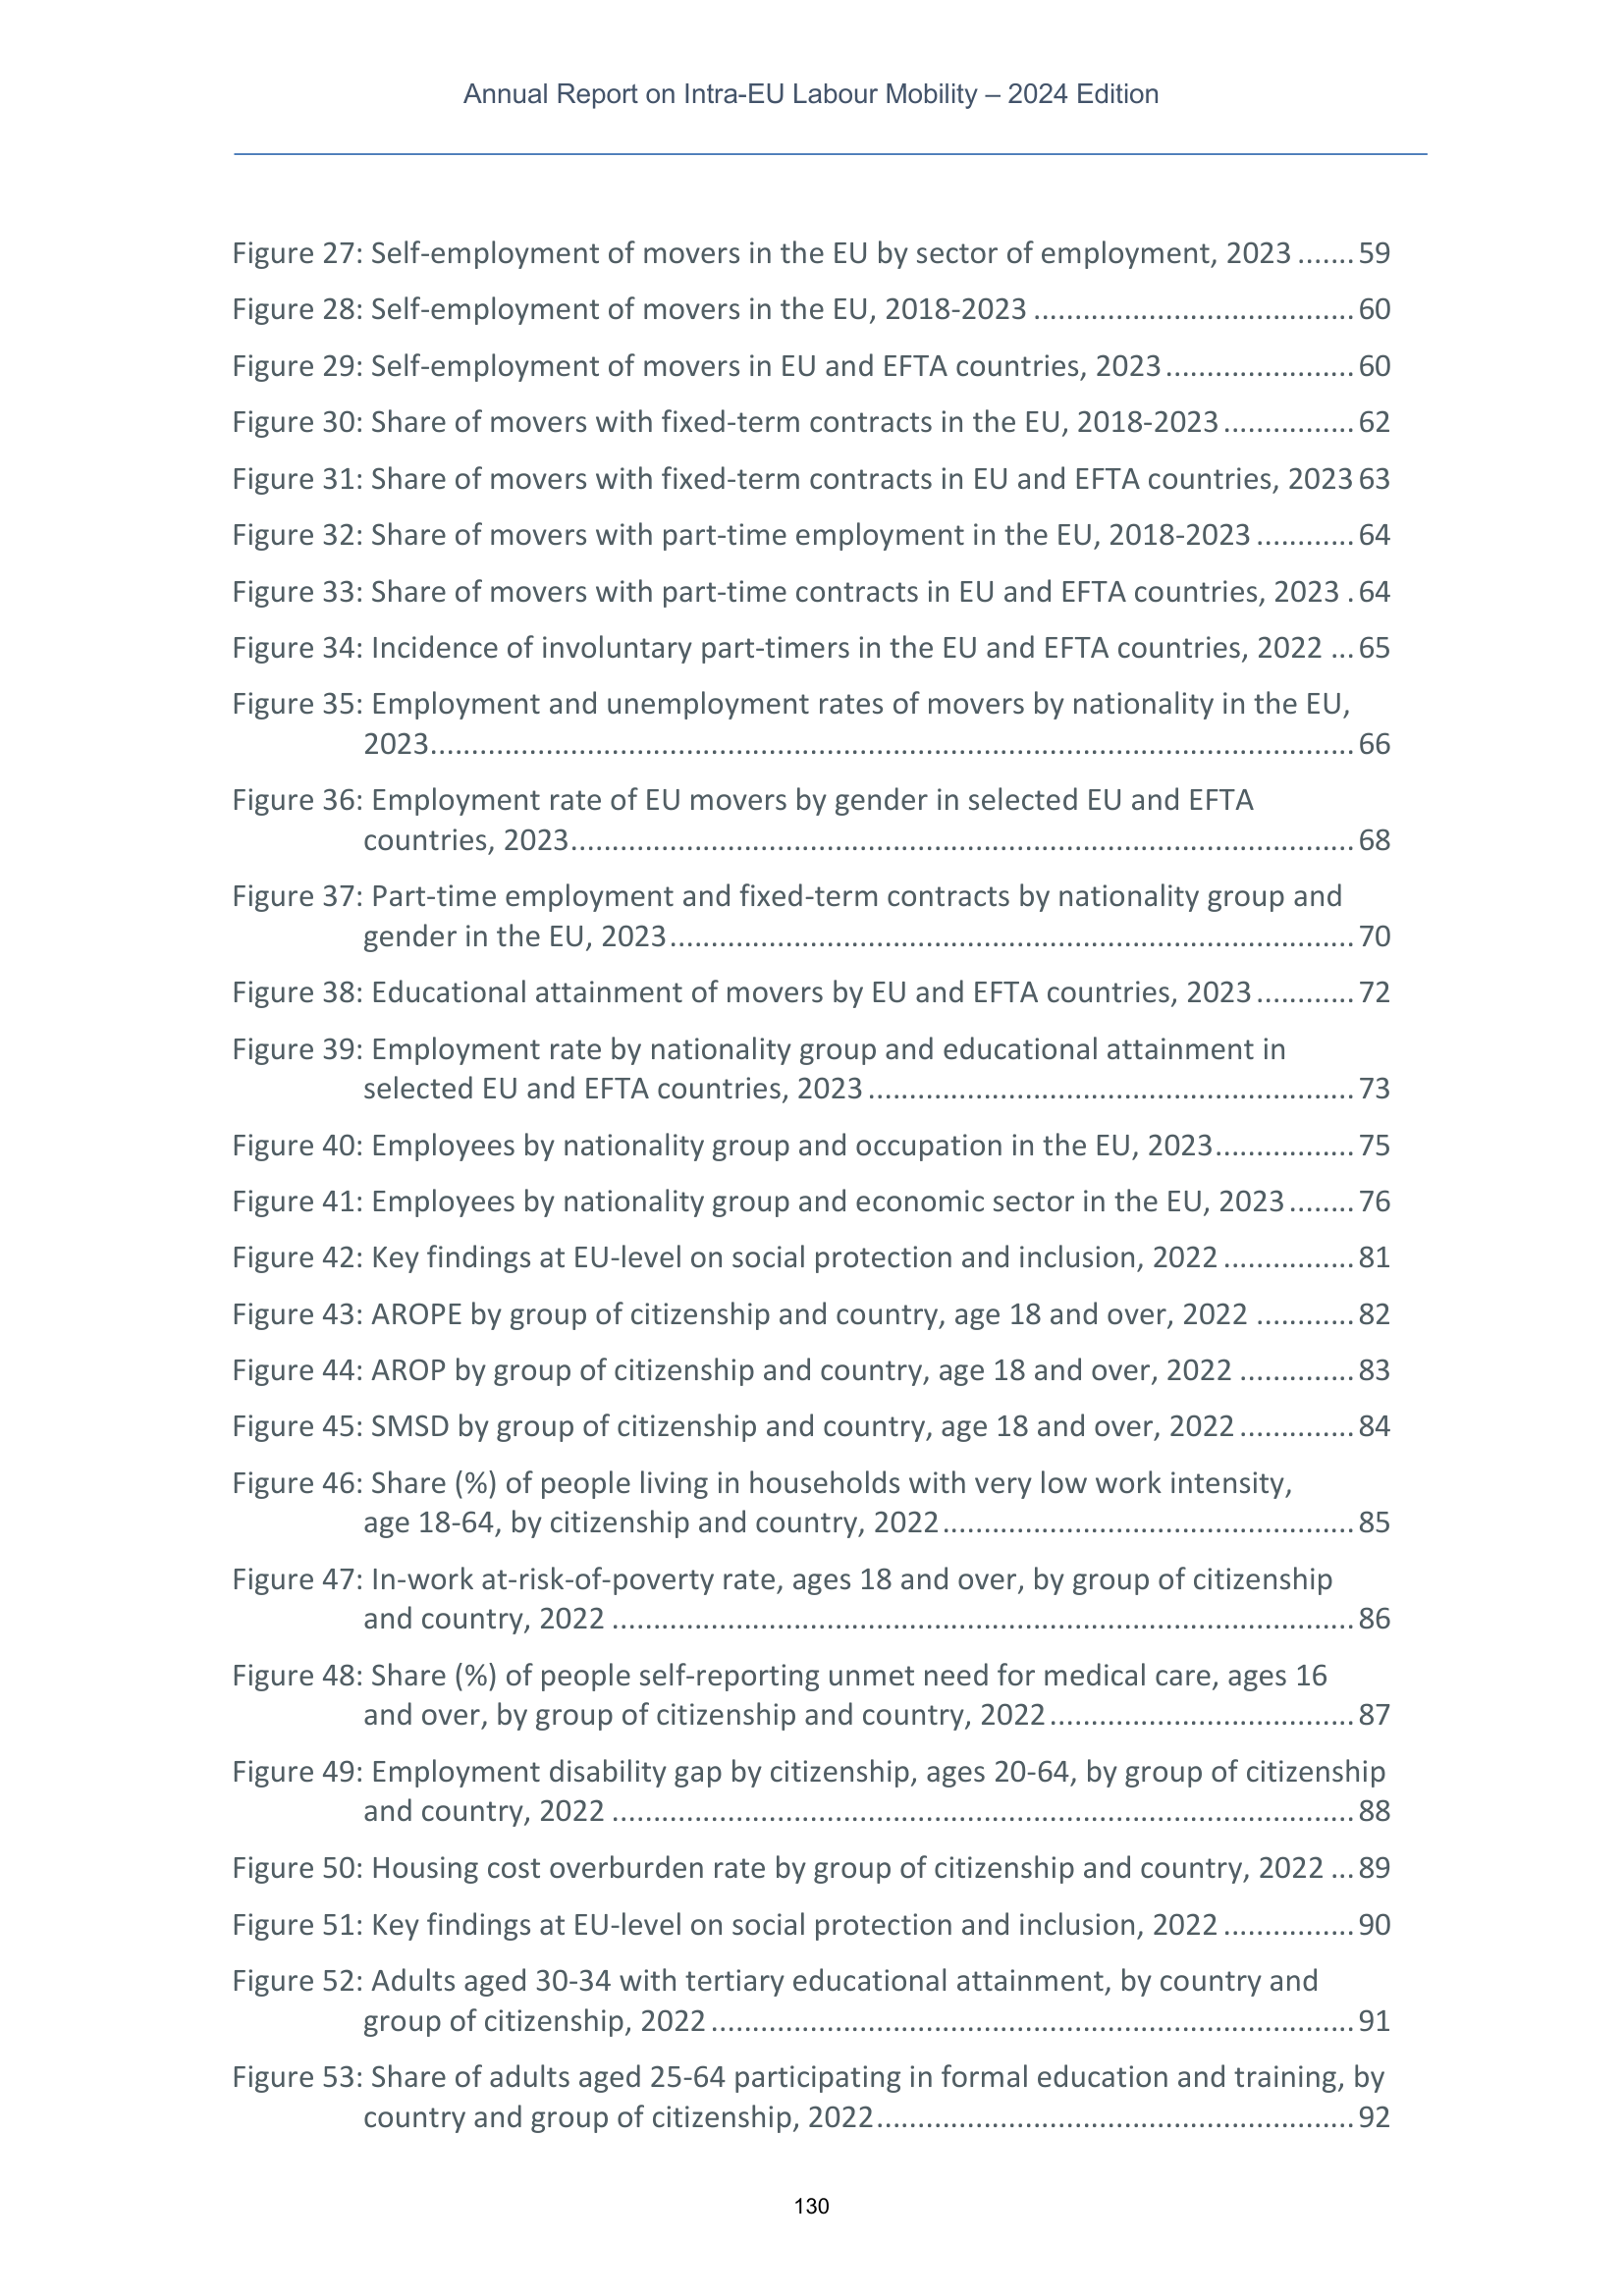 Annual Report on Intra-EU Labour Mobility – 2024 Edition
Figure 27: Self-employment of movers in the EU by sector of employment, 2023 ....... 59
Figure 28: Self-employment of movers in the EU, 2018-2023 ....................................... 60
Figure 29: Self-employment of movers in EU and EFTA countries, 2023 ....................... 60
Figure 30: Share of movers with fixed-term contracts in the EU, 2018-2023 ................ 62
Figure 31: Share of movers with fixed-term contracts in EU and EFTA countries, 2023 63
Figure 32: Share of movers with part-time employment in the EU, 2018-2023 ............ 64
Figure 33: Share of movers with part-time contracts in EU and EFTA countries, 2023 . 64
Figure 34: Incidence of involuntary part-timers in the EU and EFTA countries, 2022 ... 65
Figure 35: Employment and unemployment rates of movers by nationality in the EU,
2023................................................................................................................ 66
Figure 36: Employment rate of EU movers by gender in selected EU and EFTA
countries, 2023............................................................................................... 68
Figure 37: Part-time employment and fixed-term contracts by nationality group and
gender in the EU, 2023................................................................................... 70
Figure 38: Educational attainment of movers by EU and EFTA countries, 2023 ............ 72
Figure 39: Employment rate by nationality group and educational attainment in
selected EU and EFTA countries, 2023 ........................................................... 73
Figure 40: Employees by nationality group and occupation in the EU, 2023................. 75
Figure 41: Employees by nationality group and economic sector in the EU, 2023 ........ 76
Figure 42: Key findings at EU-level on social protection and inclusion, 2022 ................ 81
Figure 43: AROPE by group of citizenship and country, age 18 and over, 2022 ............ 82
Figure 44: AROP by group of citizenship and country, age 18 and over, 2022 .............. 83
Figure 45: SMSD by group of citizenship and country, age 18 and over, 2022 .............. 84
Figure 46: Share (%) of people living in households with very low work intensity,
age 18-64, by citizenship and country, 2022 .................................................. 85
Figure 47: In-work at-risk-of-poverty rate, ages 18 and over, by group of citizenship
and country, 2022 .......................................................................................... 86
Figure 48: Share (%) of people self-reporting unmet need for medical care, ages 16
and over, by group of citizenship and country, 2022 ..................................... 87
Figure 49: Employment disability gap by citizenship, ages 20-64, by group of citizenship
and country, 2022 .......................................................................................... 88
Figure 50: Housing cost overburden rate by group of citizenship and country, 2022 ... 89
Figure 51: Key findings at EU-level on social protection and inclusion, 2022 ................ 90
Figure 52: Adults aged 30-34 with tertiary educational attainment, by country and
group of citizenship, 2022 .............................................................................. 91
Figure 53: Share of adults aged 25-64 participating in formal education and training, by
country and group of citizenship, 2022.......................................................... 92
130